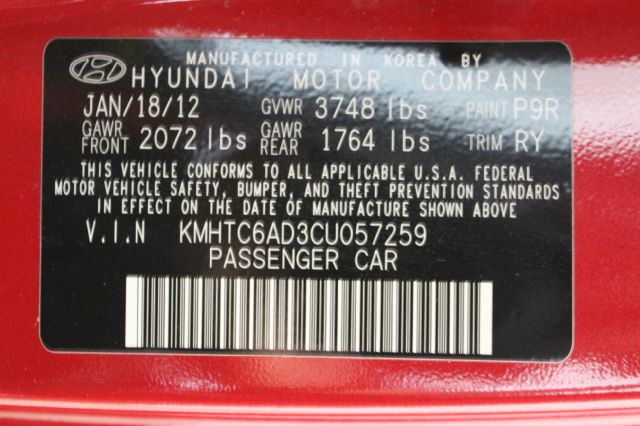 MANUFACTURED IN KOREA BY
HYUNDAI MOTOR COMPANY
JAN/18/12 GVWR 3748 lbs PAINT P9R
GAWR FRONT 2072 lbs GAWR REAR 1764 lbs TRIM RY
THIS VEHICLE CONFORMS TO ALL APPLICABLE U.S.A. FEDERAL
MOTOR VEHICLE SAFETY, BUMPER, AND THEFT PREVENTION STANDARDS
IN EFFECT ON THE DATE OF MANUFACTURE SHOWN ABOVE
V.I.N KMHTC6AD3CU057259
PASSENGER CAR